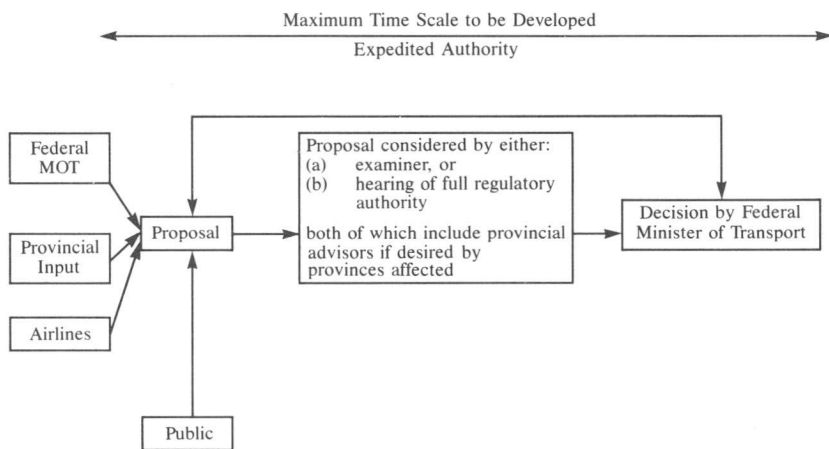 Maximum Time Scale to be Developed
Expedited Authority
Federal
MOT
Provincial
Input
Airlines
Proposal
Public
Proposal considered by either:
(a) examiner, or
(b) hearing of full regulatory
authority
both of which include provincial
advisors if desired by
provinces affected
Decision by Federal
Minister of Transport